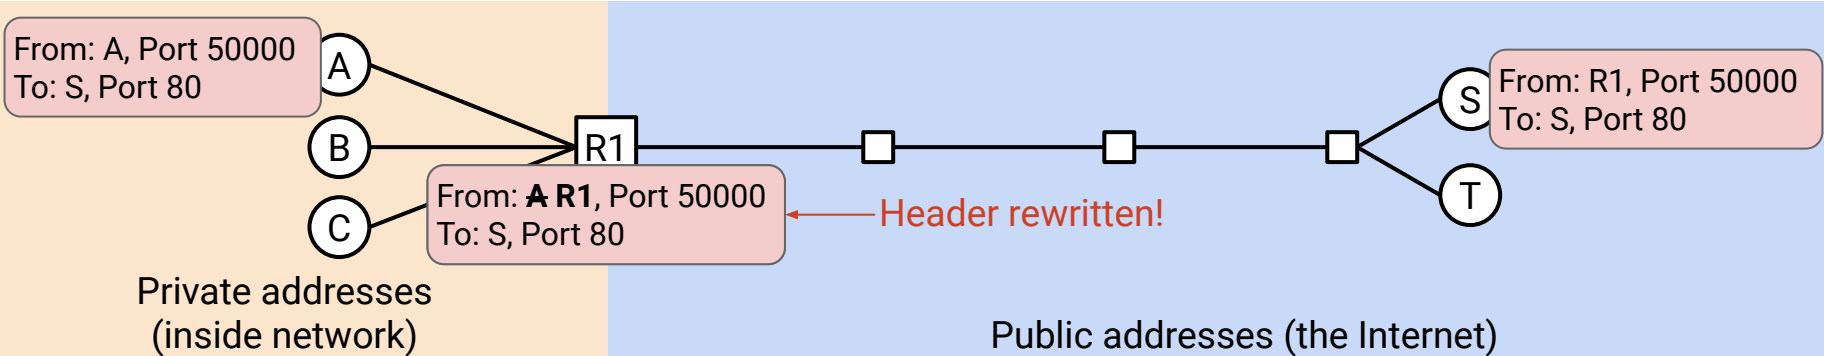 From: A, Port 50000
To: S, Port 80
A
B
C
R1
From: A R1, Port 50000
To: S, Port 80
Header rewritten!
S
T
From: R1, Port 50000
To: S, Port 80
Private addresses
(inside network)
Public addresses (the Internet)